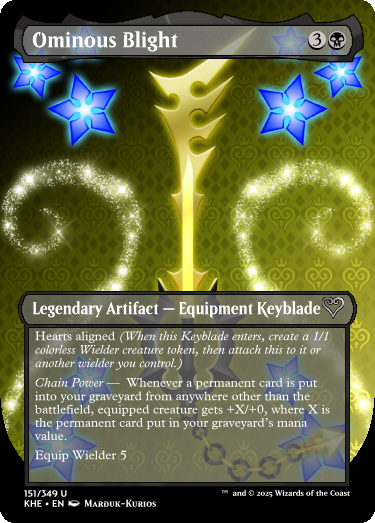 Ominous Blight 3
Legendary Artifact — Equipment Keyblade
Hearts aligned (When this Keyblade enters, create a 1/1
colorless Wielder creature token, then attach this to it or
another wielder you control.)
Chain Power — Whenever a permanent card is put
into your graveyard from anywhere other than the
battlefield, equipped creature gets +X/+0, where X is
the permanent card put in your graveyard's mana
value.
Equip Wielder 5
151/349 U
KHE • EN Marduk-Kurios
™ and © 2025 Wizards of the Coast